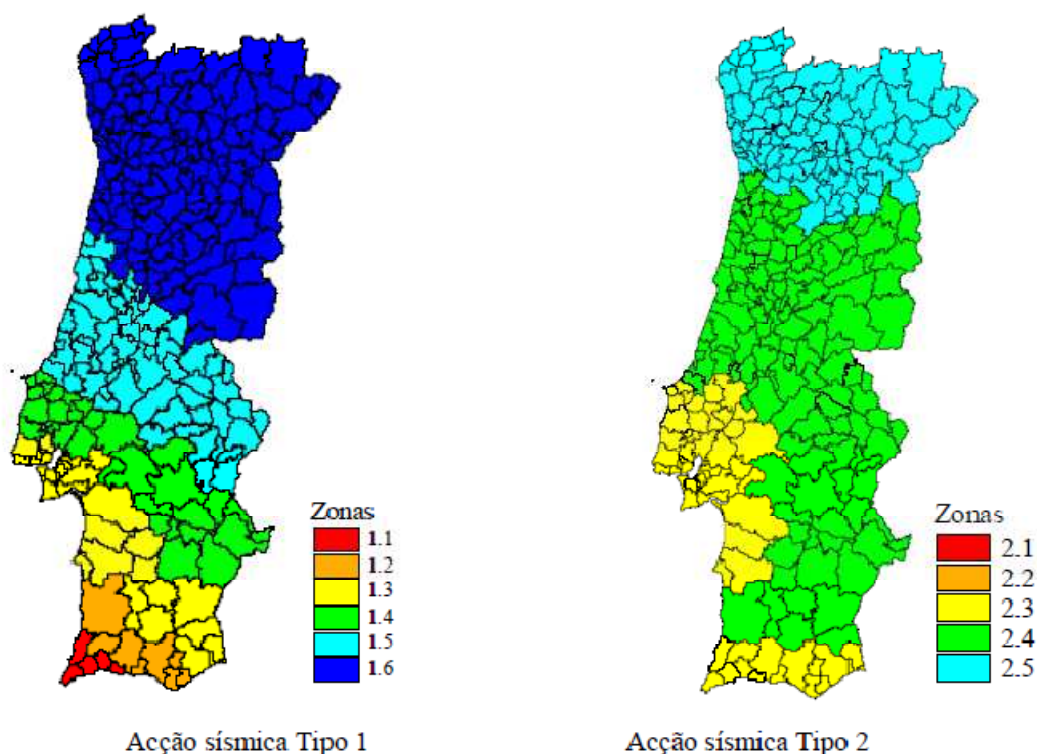 Zonas
1.1
1.2
1.3
1.4
1.5
1.6
Acção sísmica Tipo 1
Zonas
2.1
2.2
2.3
2.4
2.5
Acção sísmica Tipo 2